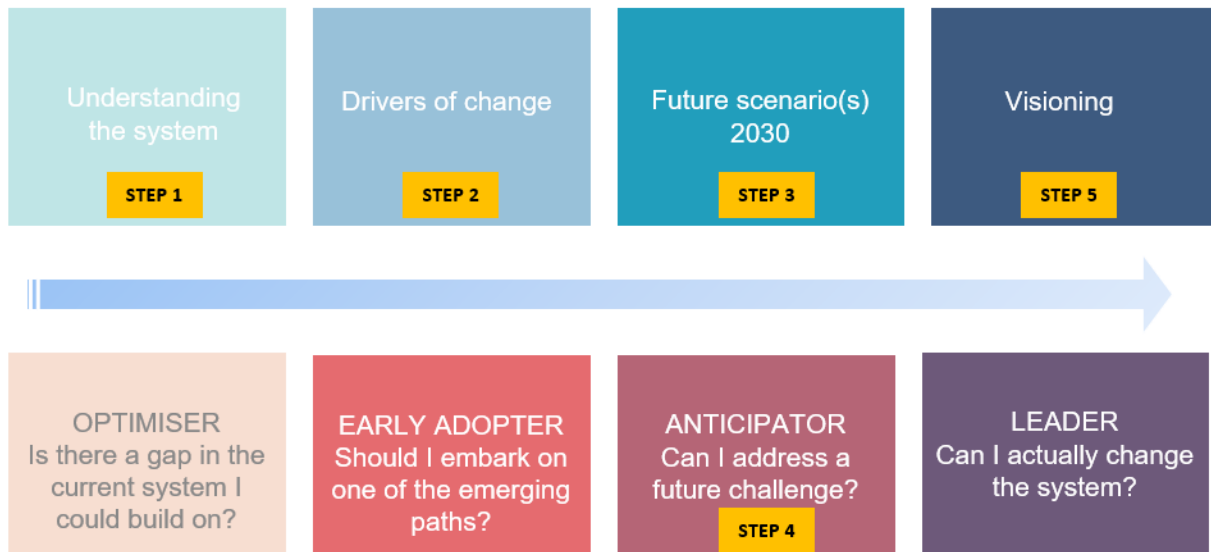 Understanding
the system
STEP 1
Drivers of change
STEP 2
Future scenario(s)
2030
STEP 3
Visioning
STEP 5
OPTIMISER
Is there a gap in the
current system I
could build on?
EARLY ADOPTER
Should I embark on
one of the emerging
paths?
ANTICIPATOR
Can I address a
future challenge?
STEP 4
LEADER
Can I actually change
the system?